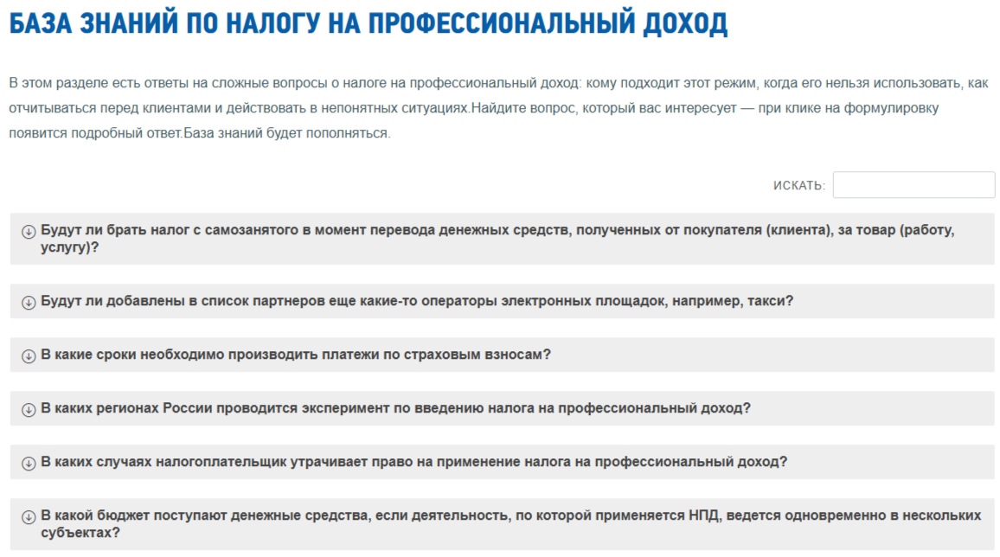 БАЗА ЗНАНИЙ ПО НАЛОГУ НА ПРОФЕССИОНАЛЬНЫЙ ДОХОД
В этом разделе есть ответы на сложные вопросы о налоге на профессиональный доход: кому подходит этот режим, когда его нельзя использовать, как
отчитываться перед клиентами и действовать в непонятных ситуациях.Найдите вопрос, который вас интересует — при клике на формулировку
появится подробный ответ.База знаний будет пополняться.
ИСКАТЬ:
Будут ли брать налог с самозанятого в момент перевода денежных средств, полученных от покупателя (клиента), за товар (работу,
услугу)?
Будут ли добавлены в список партнеров еще какие-то операторы электронных площадок, например, такси?
В какие сроки необходимо производить платежи по страховым взносам?
В каких регионах России проводится эксперимент по введению налога на профессиональный доход?
В каких случаях налогоплательщик утрачивает право на применение налога на профессиональный доход?
В какой бюджет поступают денежные средства, если деятельность, по которой применяется НПД, ведется одновременно в нескольких
субъектах?